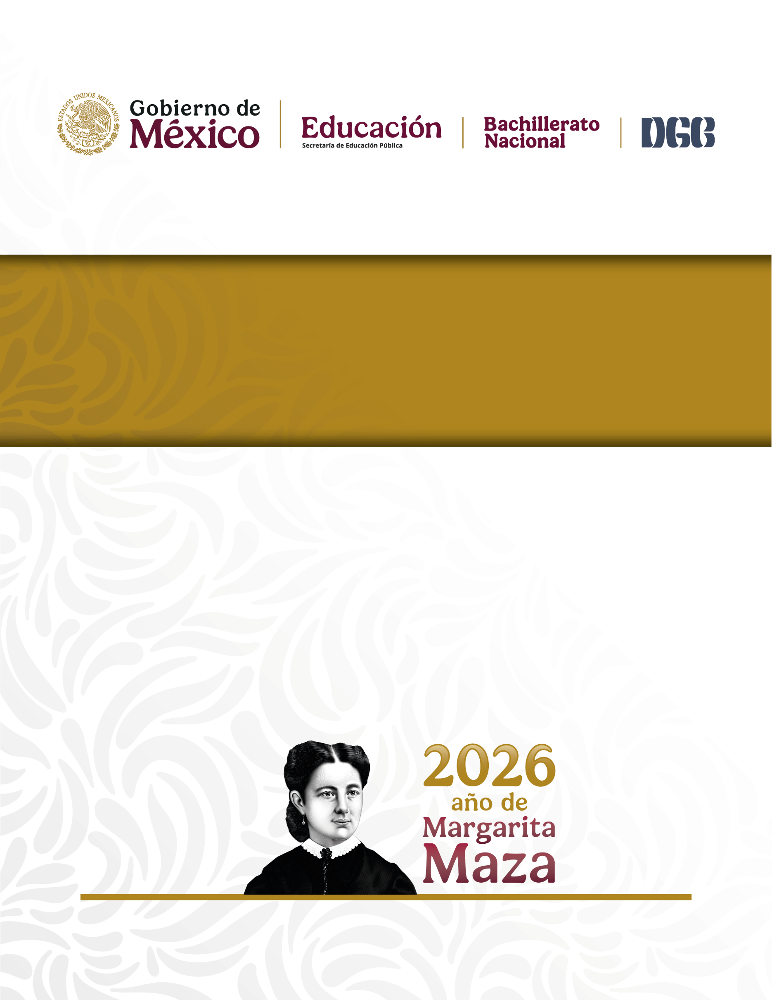 ESTADOS UNIDOS MEXICANOS
Gobierno de
México
Educación
Secretaría de Educación Pública
Bachillerato
Nacional
DGB
2026
año de
Margarita
Maza